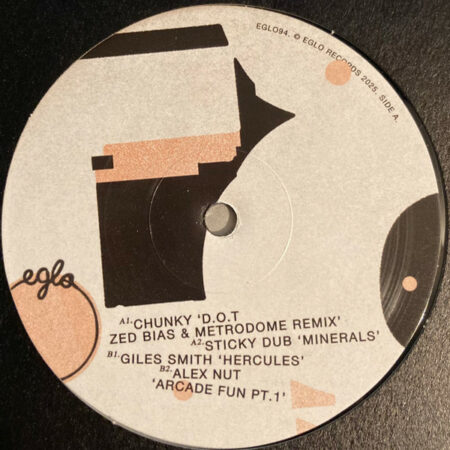 EGLO94. © EGLO RECORDS 2025. SIDE A.
eglo
A1. CHUNKY ‘D.O.T
ZED BIAS & METRODOME REMIX’
A2. STICKY DUB ‘MINERALS’
B1. GILES SMITH ‘HERCULES’
B2. ALEX NUT
‘ARCADE FUN PT.1’